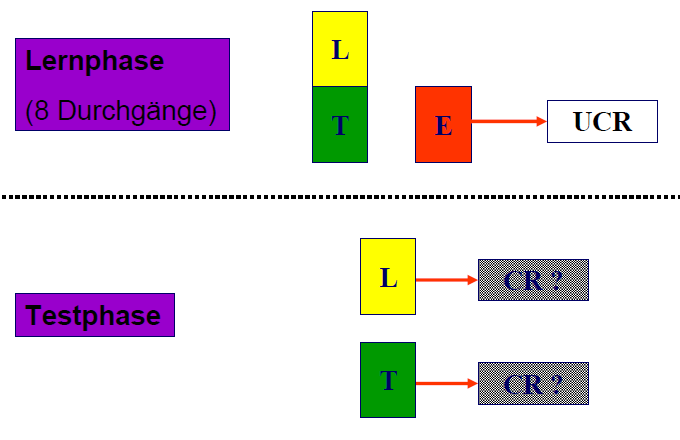 Lernphase
(8 Durchgänge)
L
T
E
UCR
Testphase
L
CR ?
T
CR ?